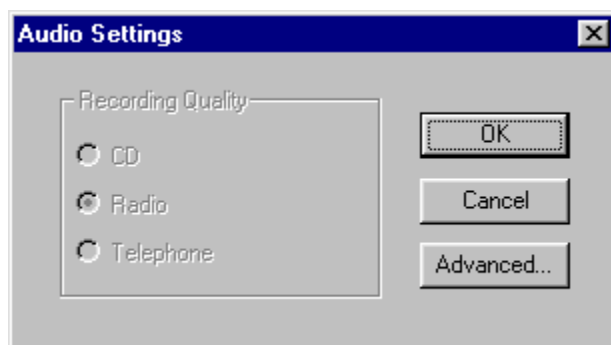 Audio Settings
Recording Quality
CD
Radio
Telephone
OK
Cancel
Advanced...